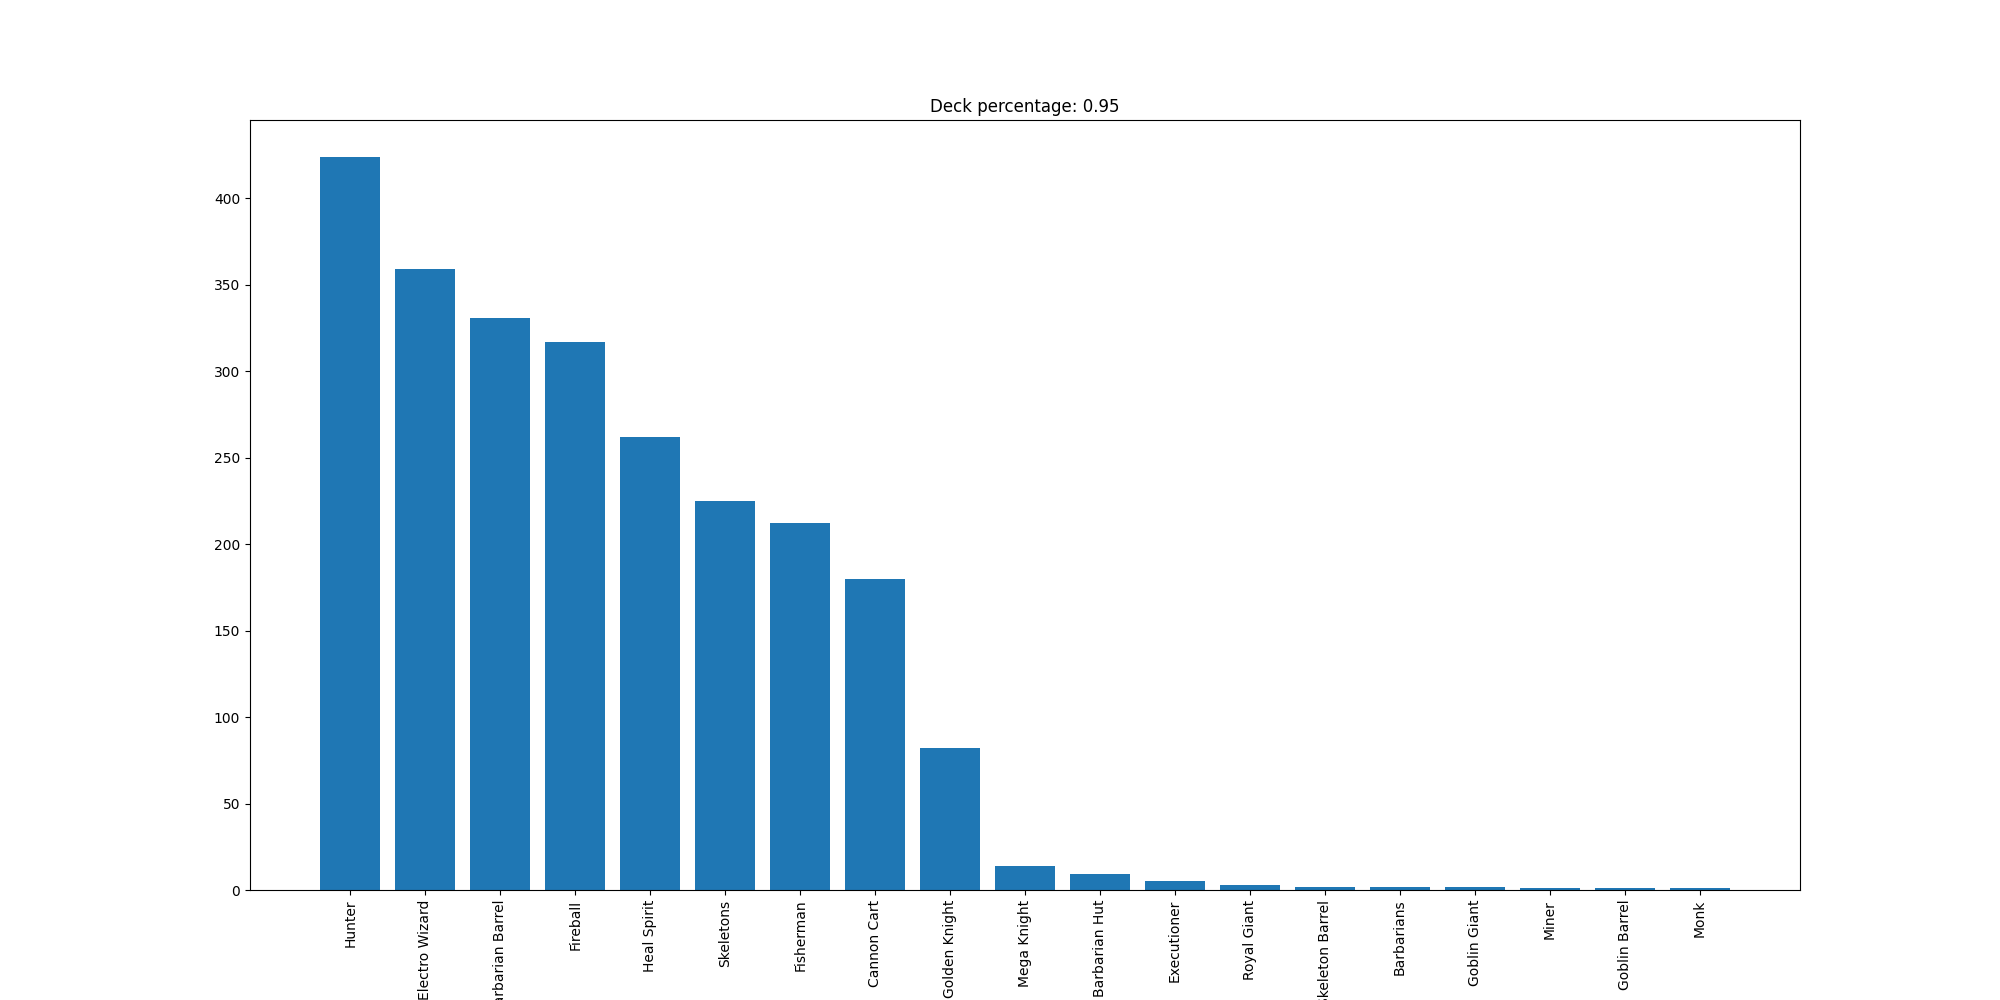 Deck percentage: 0.95
400
350
300
250
200
150
100
50
0
Hunter
Electro Wizard
arbarian Barrel
Fireball
Heal Spirit
Skeletons
Fisherman
Cannon Cart
Golden Knight
Mega Knight
Barbarian Hut
Executioner
Royal Giant
keleton Barrel
Barbarians
Goblin Giant
Miner
Goblin Barrel
Monk